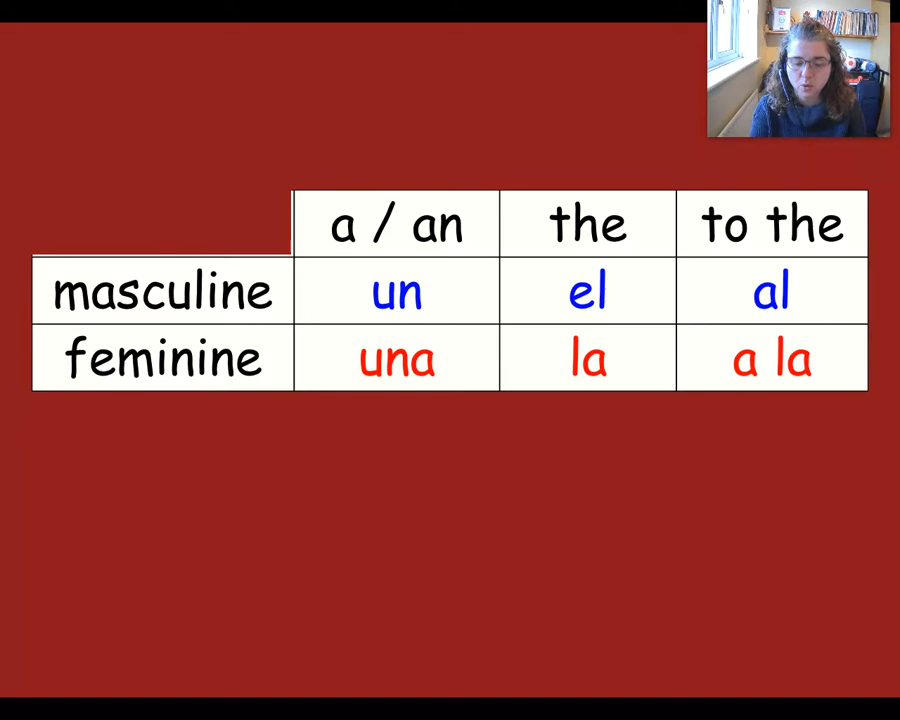 a / an the to the
masculine un el al
feminine una la a la